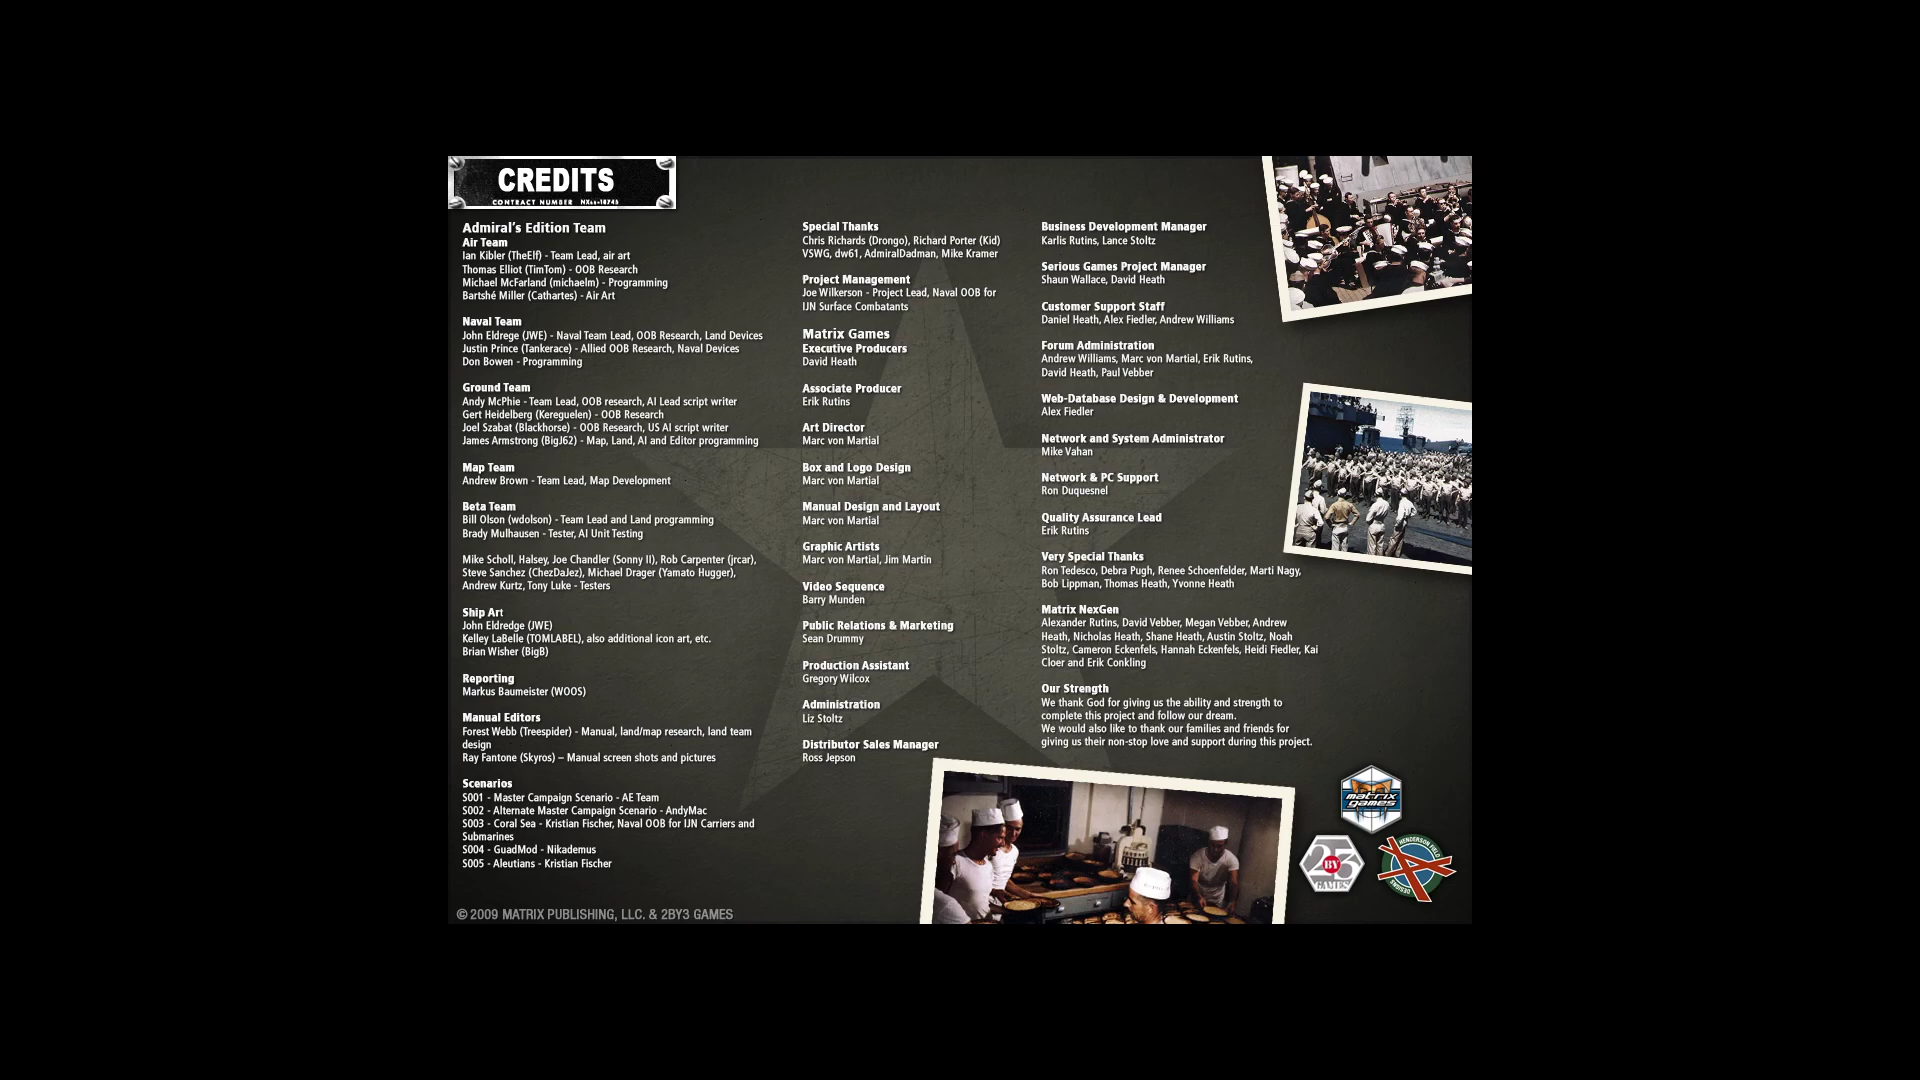 CREDITS
CONTRACT NUMBER NXss-18745
Admiral's Edition Team
Air Team
Ian Kibler (TheElf) - Team Lead, air art
Thomas Elliot (TimTom) - OOB Research
Michael McFarland (michaelm) - Programming
Bartshé Miller (Cathartes) - Air Art
Naval Team
John Eldrege (JWE) - Naval Team Lead, OOB Research, Land Devices
Justin Prince (Tankerace) - Allied OOB Research, Naval Devices
Don Bowen - Programming
Ground Team
Andy McPhie - Team Lead, OOB research, AI Lead script writer
Gert Heidelberg (Kereguelen) - OOB Research
Joel Szabat (Blackhorse) - OOB Research, US AI script writer
James Armstrong (BigJ62) - Map, Land, AI and Editor programming
Map Team
Andrew Brown - Team Lead, Map Development
Beta Team
Bill Olson (wdolson) - Team Lead and Land programming
Brady Mulhausen - Tester, AI Unit Testing
Mike Scholl, Halsey, Joe Chandler (Sonny II), Rob Carpenter (jrcar),
Steve Sanchez (ChezDaJez), Michael Drager (Yamato Hugger),
Andrew Kurtz, Tony Luke - Testers
Ship Art
John Eldredge (JWE)
Kelley LaBelle (TOMLABEL), also additional icon art, etc.
Brian Wisher (BigB)
Reporting
Markus Baumeister (WOOS)
Manual Editors
Forest Webb (Treespider) - Manual, land/map research, land team
design
Ray Fantone (Skyros) – Manual screen shots and pictures
Scenarios
S001 - Master Campaign Scenario - AE Team
S002 - Alternate Master Campaign Scenario - AndyMac
S003 - Coral Sea - Kristian Fischer, Naval OOB for IJN Carriers and
Submarines
S004 - GuadMod - Nikademus
S005 - Aleutians - Kristian Fischer
© 2009 MATRIX PUBLISHING, LLC. & 2BY3 GAMES
Special Thanks
Chris Richards (Drongo), Richard Porter (Kid)
VSWG, dw61, AdmiralDadman, Mike Kramer
Project Management
Joe Wilkerson - Project Lead, Naval OOB for
IJN Surface Combatants
Matrix Games
Executive Producers
David Heath
Associate Producer
Erik Rutins
Art Director
Marc von Martial
Box and Logo Design
Marc von Martial
Manual Design and Layout
Marc von Martial
Graphic Artists
Marc von Martial, Jim Martin
Video Sequence
Barry Munden
Public Relations & Marketing
Sean Drummy
Production Assistant
Gregory Wilcox
Administration
Liz Stoltz
Distributor Sales Manager
Ross Jepson
Business Development Manager
Karlis Rutins, Lance Stoltz
Serious Games Project Manager
Shaun Wallace, David Heath
Customer Support Staff
Daniel Heath, Alex Fiedler, Andrew Williams
Forum Administration
Andrew Williams, Marc von Martial, Erik Rutins,
David Heath, Paul Vebber
Web-Database Design & Development
Alex Fiedler
Network and System Administrator
Mike Vahan
Network & PC Support
Ron Duquesnel
Quality Assurance Lead
Erik Rutins
Very Special Thanks
Ron Tedesco, Debra Pugh, Renee Schoenfelder, Marti Nagy,
Bob Lippman, Thomas Heath, Yvonne Heath
Matrix NexGen
Alexander Rutins, David Vebber, Megan Vebber, Andrew
Heath, Nicholas Heath, Shane Heath, Austin Stoltz, Noah
Stoltz, Cameron Eckenfels, Hannah Eckenfels, Heidi Fiedler, Kai
Cloer and Erik Conkling
Our Strength
We thank God for giving us the ability and strength to
complete this project and follow our dream.
We would also like to thank our families and friends for
giving us their non-stop love and support during this project.
matrix
games
2 BY 3
GAMES
HENDERSON FIELD
DESIGNS